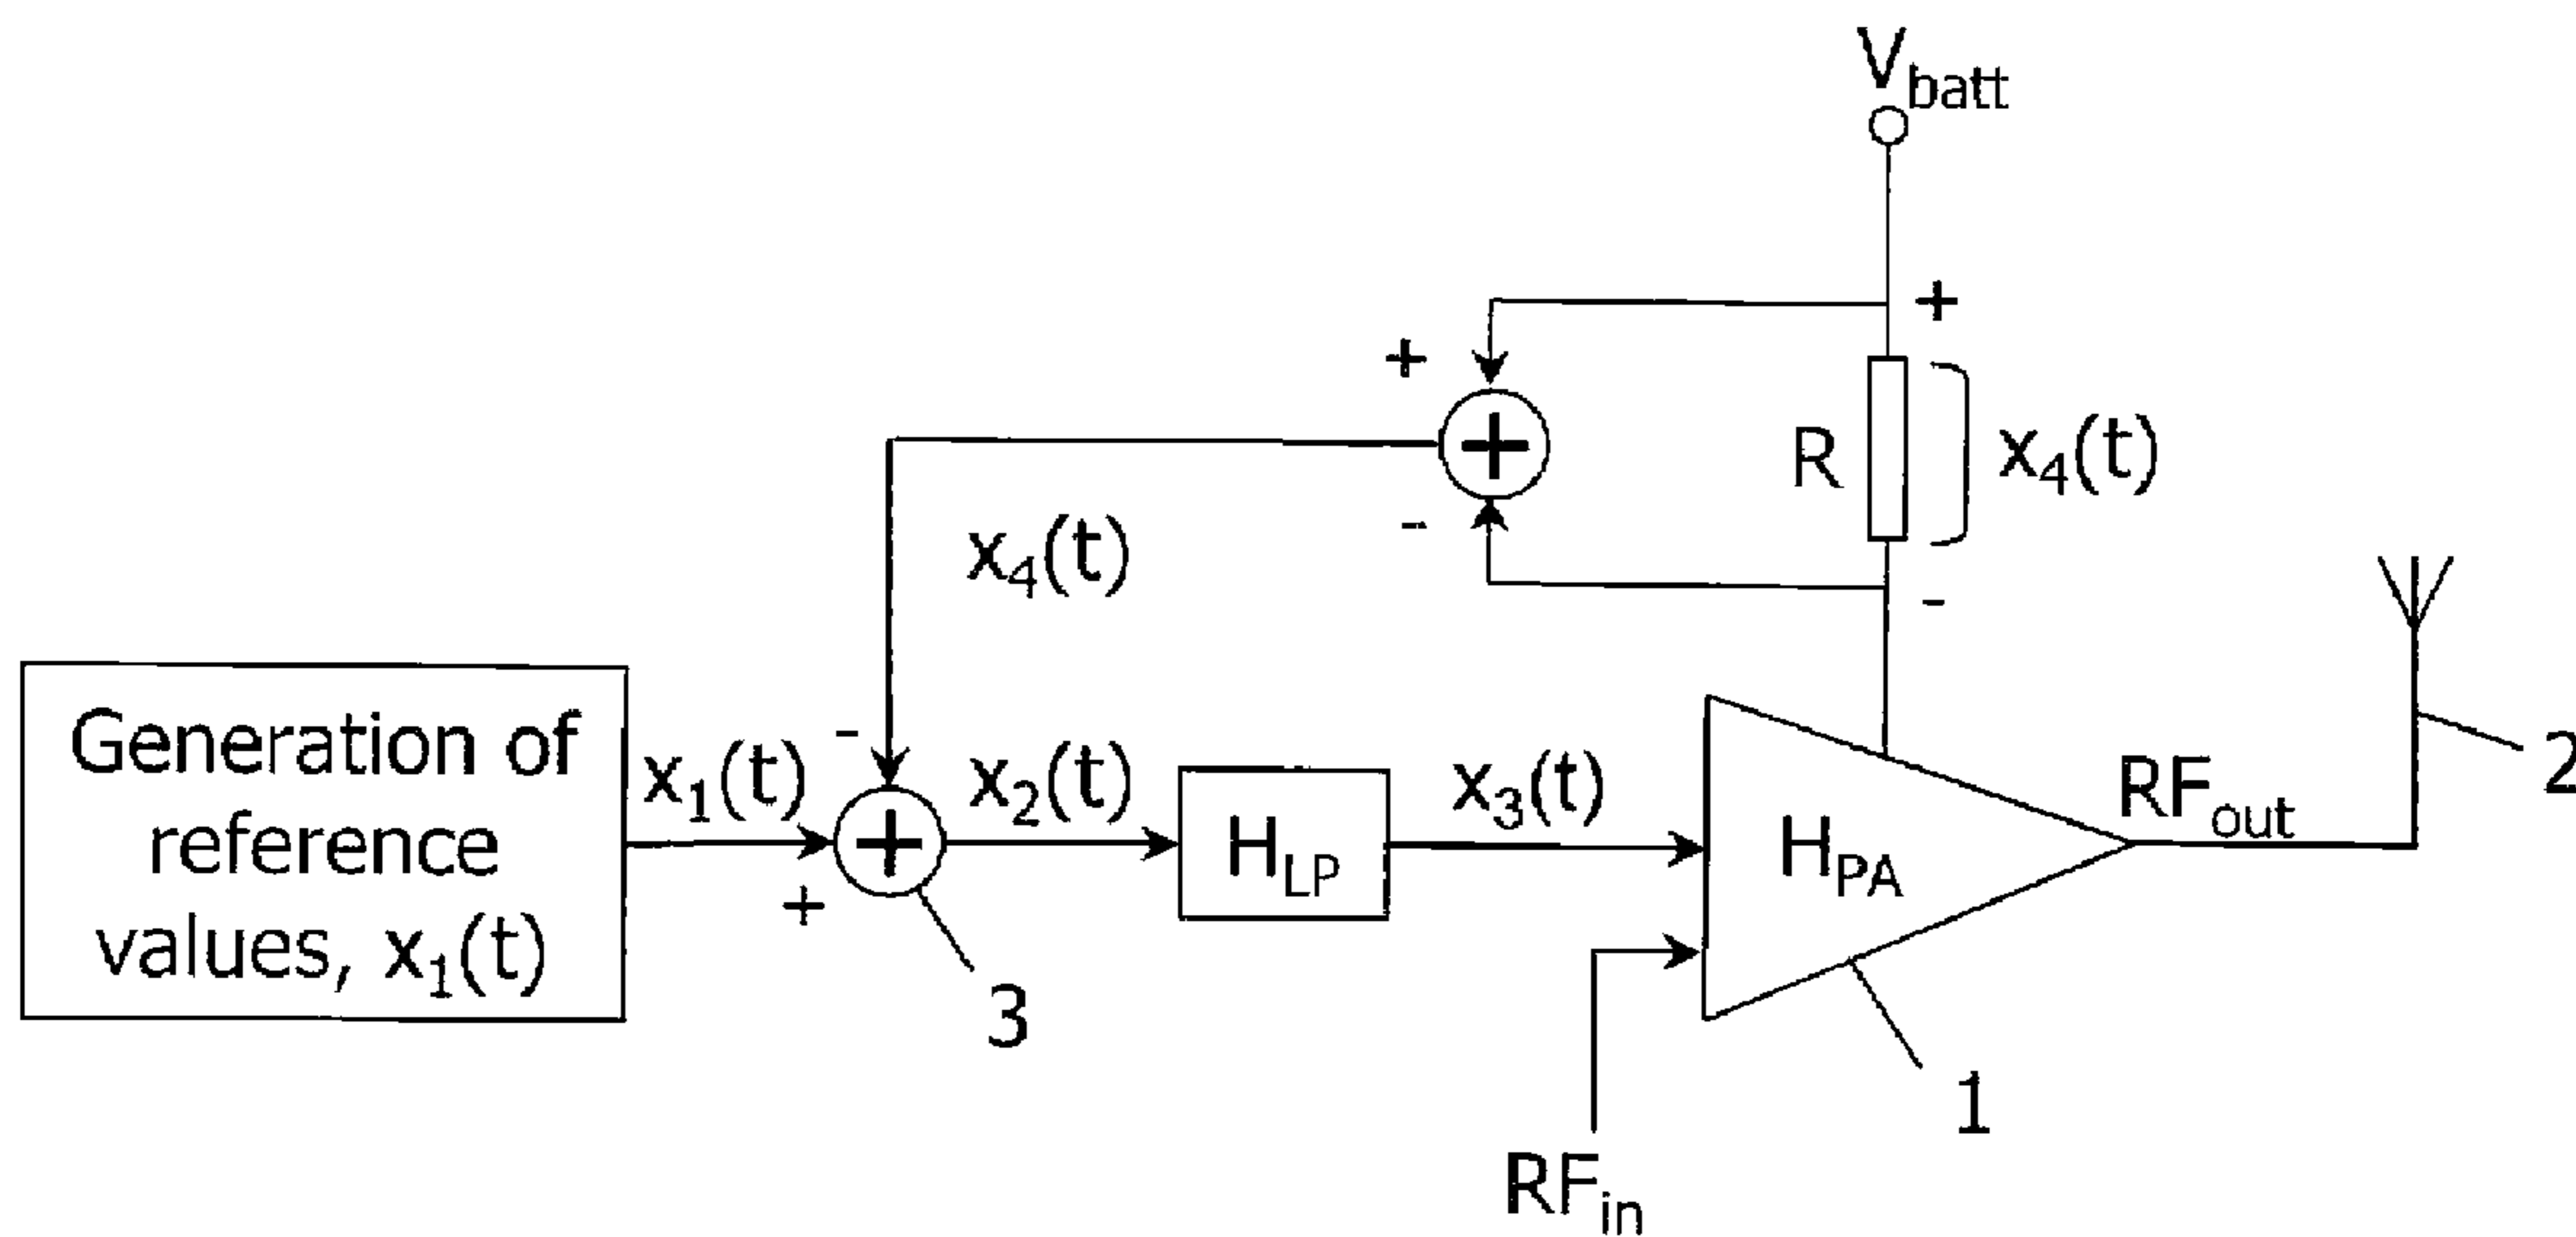 V_batt
+
+
R
x₄(t)
-
x₄(t)
-
Generation of
reference
values, x₁(t)
x₁(t)
-
+
+
x₂(t)
H_LP
x₃(t)
H_PA
RF_out
2
+
3
1
RF_in